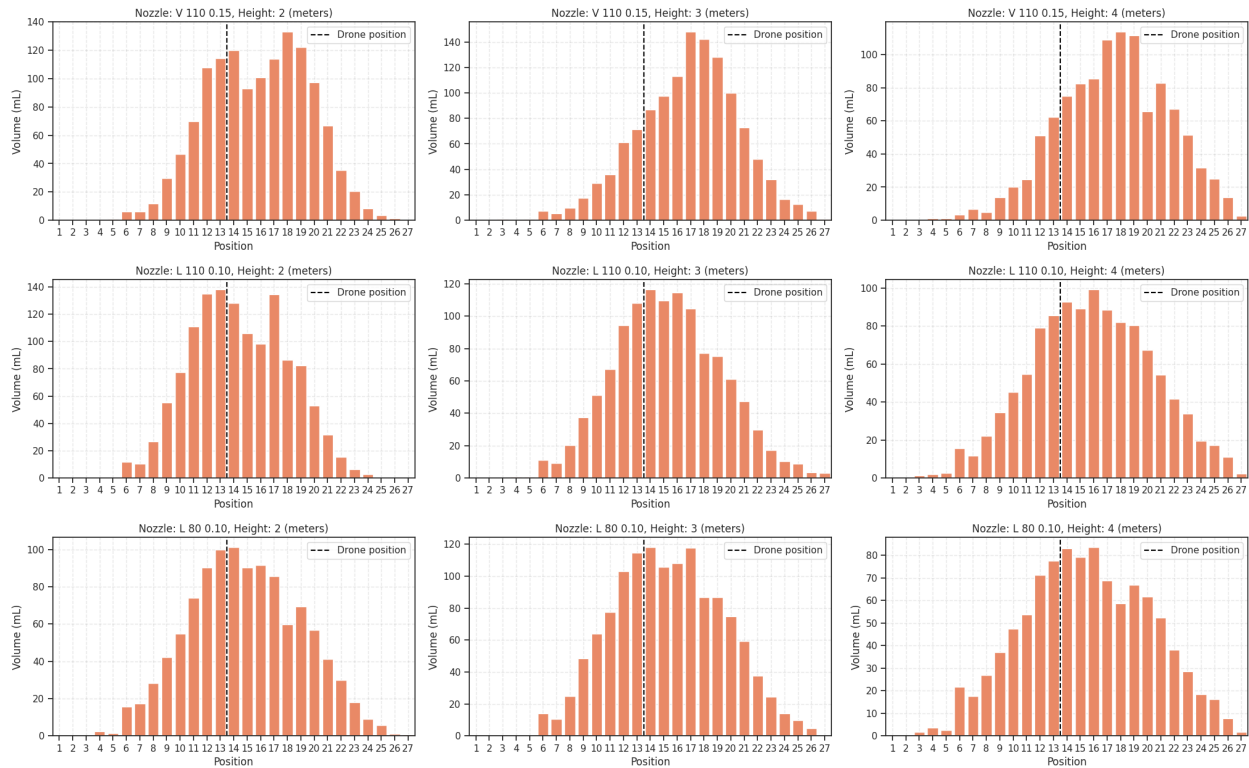 Nozzle: V 110 0.15, Height: 2 (meters)
140
120
100
80
60
40
20
0
Volume (mL)
Drone position
1 2 3 4 5 6 7 8 9 10 11 12 13 14 15 16 17 18 19 20 21 22 23 24 25 26 27
Position
Nozzle: V 110 0.15, Height: 3 (meters)
140
120
100
80
60
40
20
0
Volume (mL)
Drone position
1 2 3 4 5 6 7 8 9 10 11 12 13 14 15 16 17 18 19 20 21 22 23 24 25 26 27
Position
Nozzle: V 110 0.15, Height: 4 (meters)
100
80
60
40
20
0
Volume (mL)
Drone position
1 2 3 4 5 6 7 8 9 10 11 12 13 14 15 16 17 18 19 20 21 22 23 24 25 26 27
Position
Nozzle: L 110 0.10, Height: 2 (meters)
140
120
100
80
60
40
20
0
Volume (mL)
Drone position
1 2 3 4 5 6 7 8 9 10 11 12 13 14 15 16 17 18 19 20 21 22 23 24 25 26 27
Position
Nozzle: L 110 0.10, Height: 3 (meters)
120
100
80
60
40
20
0
Volume (mL)
Drone position
1 2 3 4 5 6 7 8 9 10 11 12 13 14 15 16 17 18 19 20 21 22 23 24 25 26 27
Position
Nozzle: L 110 0.10, Height: 4 (meters)
100
80
60
40
20
0
Volume (mL)
Drone position
1 2 3 4 5 6 7 8 9 10 11 12 13 14 15 16 17 18 19 20 21 22 23 24 25 26 27
Position
Nozzle: L 80 0.10, Height: 2 (meters)
100
80
60
40
20
0
Volume (mL)
Drone position
1 2 3 4 5 6 7 8 9 10 11 12 13 14 15 16 17 18 19 20 21 22 23 24 25 26 27
Position
Nozzle: L 80 0.10, Height: 3 (meters)
120
100
80
60
40
20
0
Volume (mL)
Drone position
1 2 3 4 5 6 7 8 9 10 11 12 13 14 15 16 17 18 19 20 21 22 23 24 25 26 27
Position
Nozzle: L 80 0.10, Height: 4 (meters)
80
70
60
50
40
30
20
10
0
Volume (mL)
Drone position
1 2 3 4 5 6 7 8 9 10 11 12 13 14 15 16 17 18 19 20 21 22 23 24 25 26 27
Position